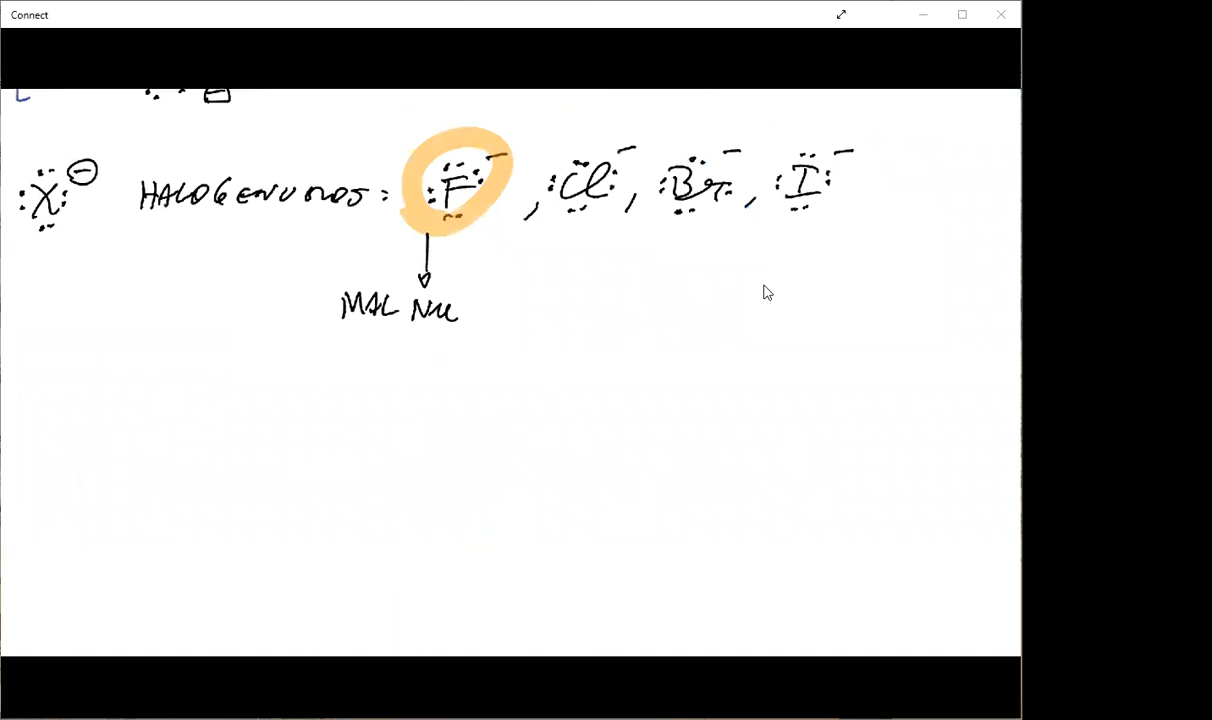 Connect
:Ẍ:⊖ HALOGENUROS: F⁻, Cl⁻, Br⁻, I⁻
MAL Nu